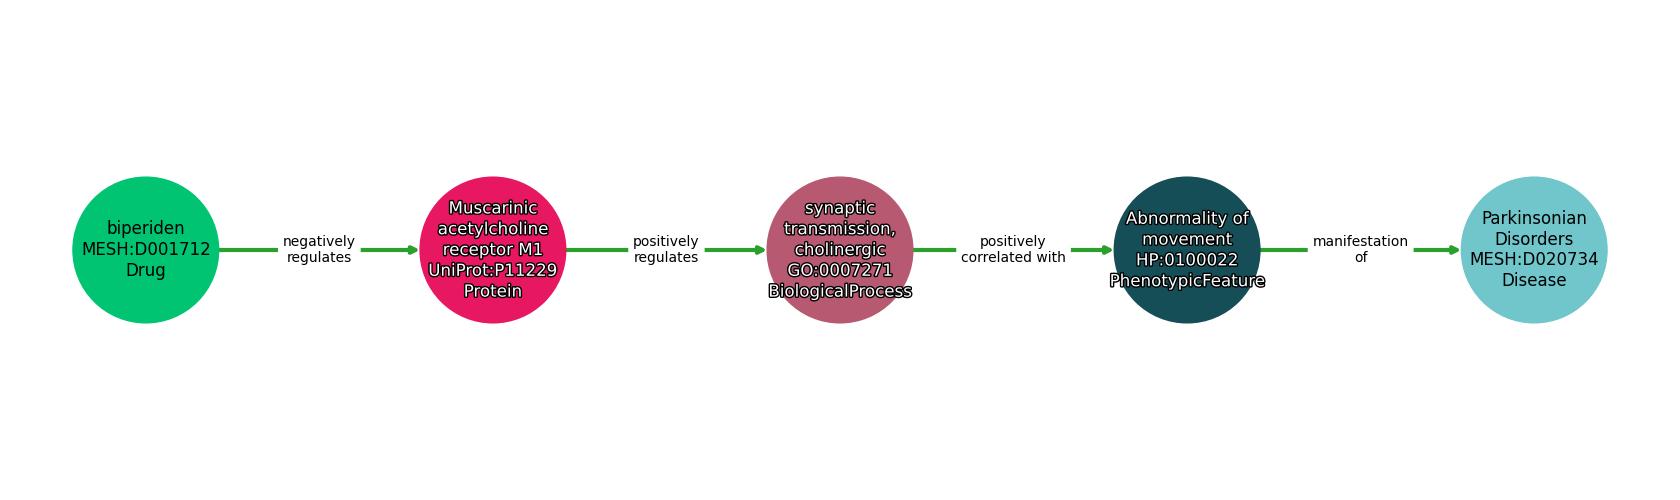 biperiden
MESH:D001712
Drug
negatively
regulates
Muscarinic
acetylcholine
receptor M1
UniProt:P11229
Protein
positively
regulates
synaptic
transmission,
cholinergic
GO:0007271
BiologicalProcess
positively
correlated with
Abnormality of
movement
HP:0100022
PhenotypicFeature
manifestation
of
Parkinsonian
Disorders
MESH:D020734
Disease